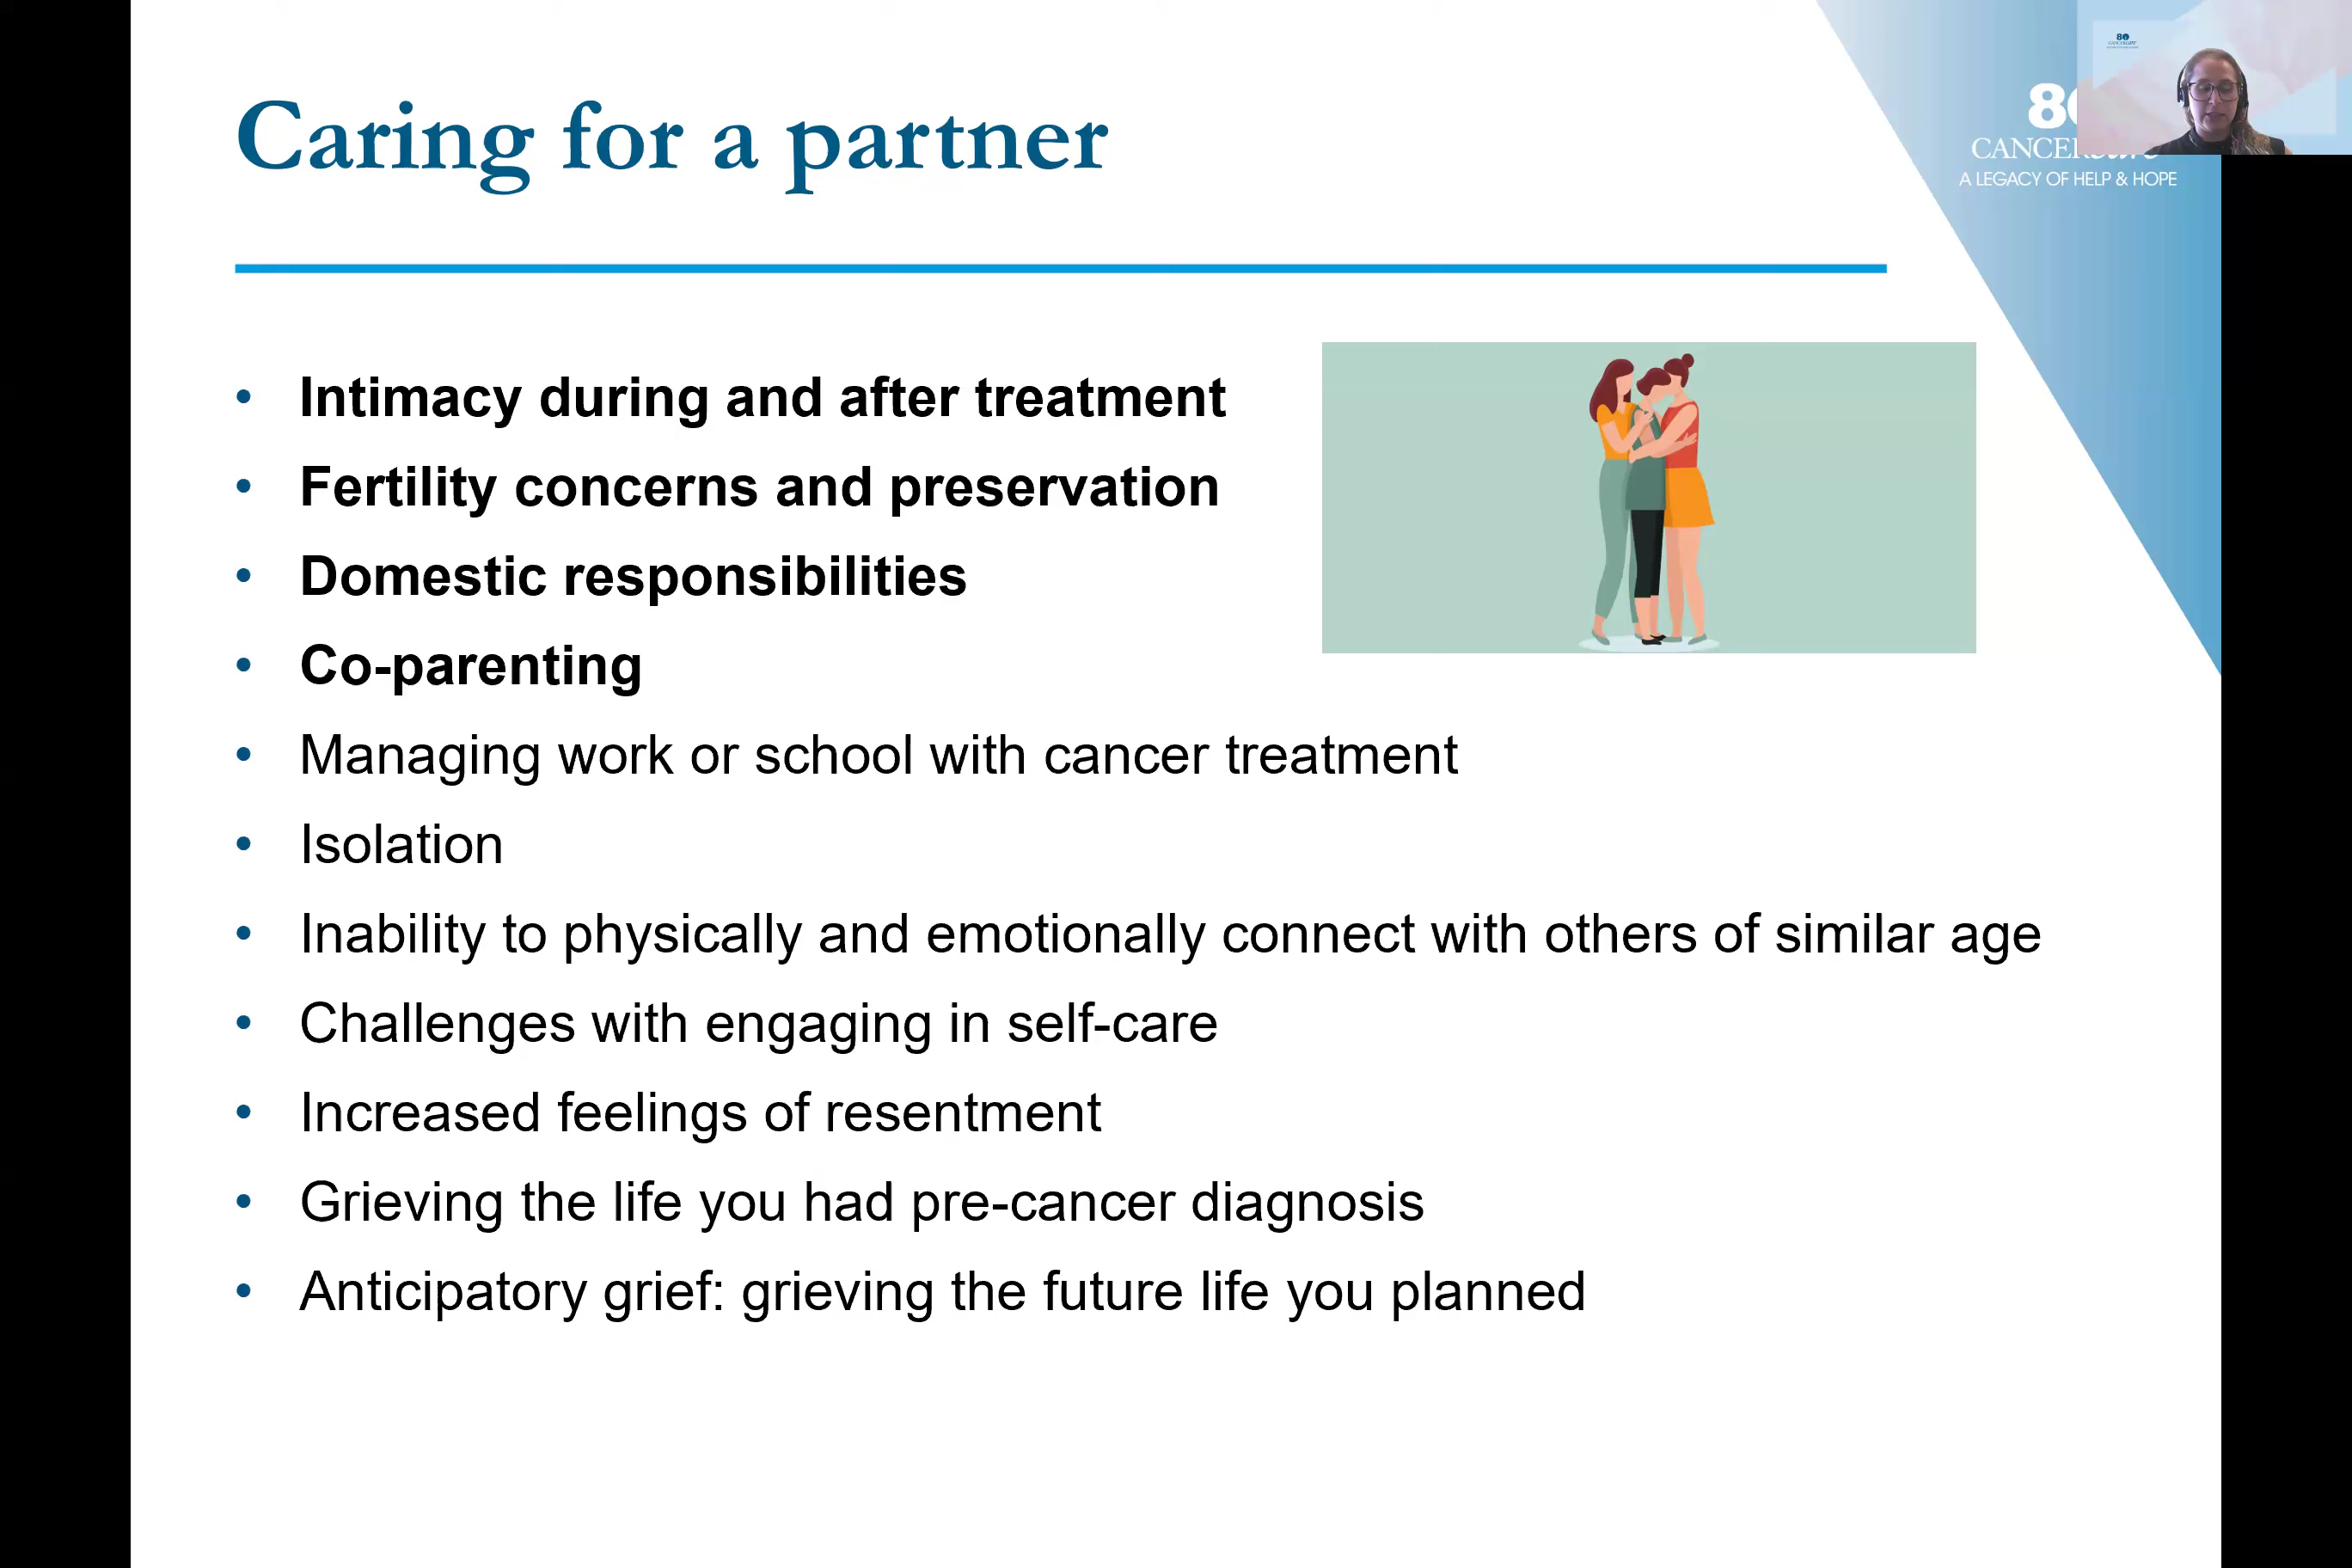 Caring for a partner
80
CANCERcare
A LEGACY OF HELP & HOPE
• Intimacy during and after treatment
• Fertility concerns and preservation
• Domestic responsibilities
• Co-parenting
• Managing work or school with cancer treatment
• Isolation
• Inability to physically and emotionally connect with others of similar age
• Challenges with engaging in self-care
• Increased feelings of resentment
• Grieving the life you had pre-cancer diagnosis
• Anticipatory grief: grieving the future life you planned